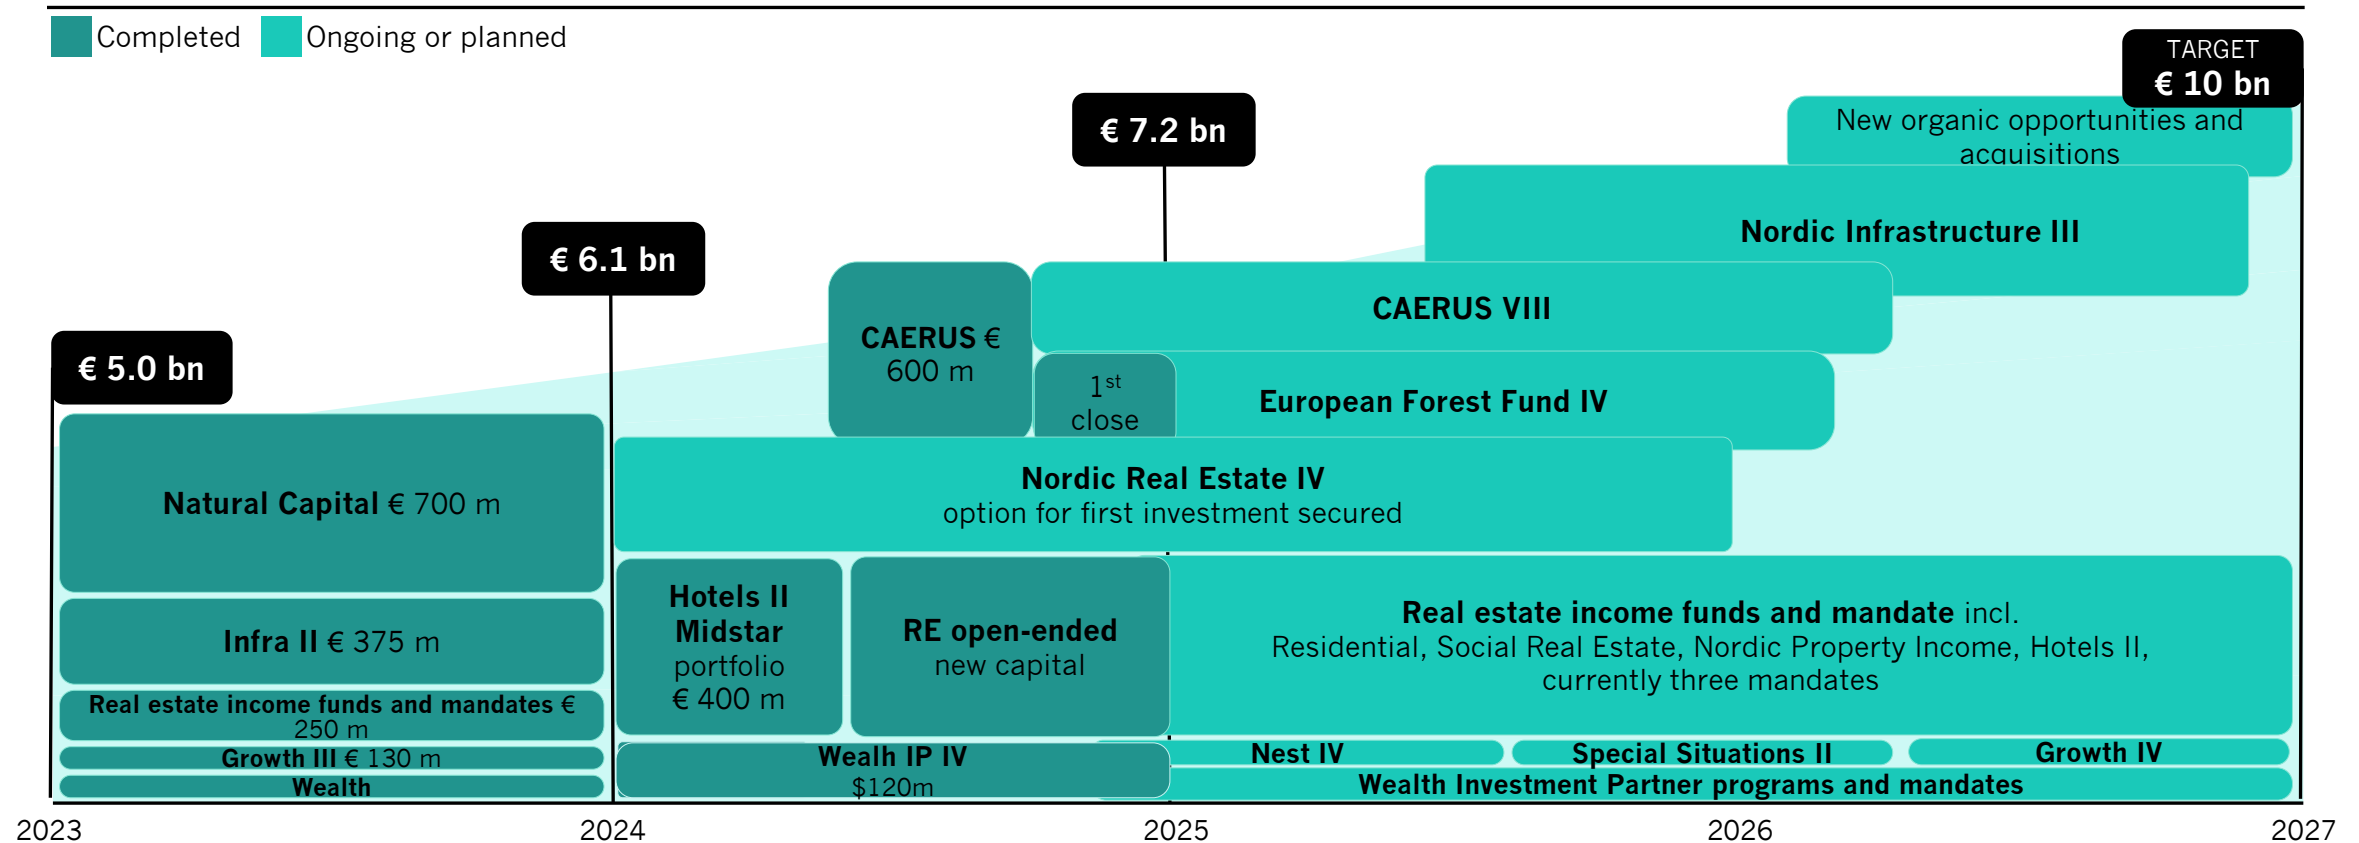 Completed
Ongoing or planned
TARGET
€ 10 bn
€ 7.2 bn
€ 6.1 bn
€ 5.0 bn
New organic opportunities and
acquisitions
Nordic Infrastructure III
CAERUS €
600 m
CAERUS VIII
1st
close
European Forest Fund IV
Natural Capital € 700 m
Nordic Real Estate IV
option for first investment secured
Infra II € 375 m
Hotels II
Midstar
portfolio
€ 400 m
RE open-ended
new capital
Real estate income funds and mandate incl.
Residential, Social Real Estate, Nordic Property Income, Hotels II,
currently three mandates
Real estate income funds and mandates €
250 m
Growth III € 130 m
Wealth
Wealh IP IV
$120m
Nest IV
Special Situations II
Growth IV
Wealth Investment Partner programs and mandates
2023
2024
2025
2026
2027